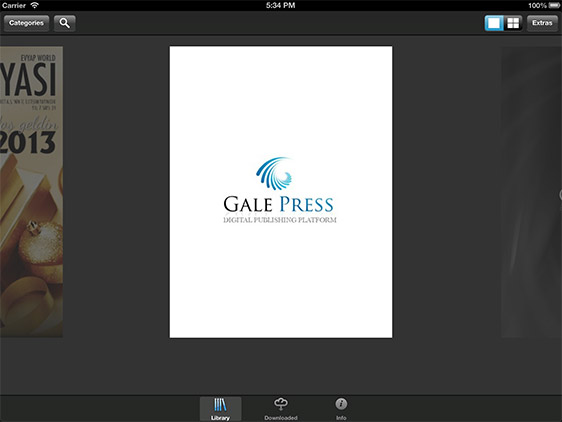 Carrier 5:34 PM 100%
Categories Extras
EVYAP WORLD
YASI
2013
GALE PRESS
DIGITAL PUBLISHING PLATFORM
Library Downloaded Info